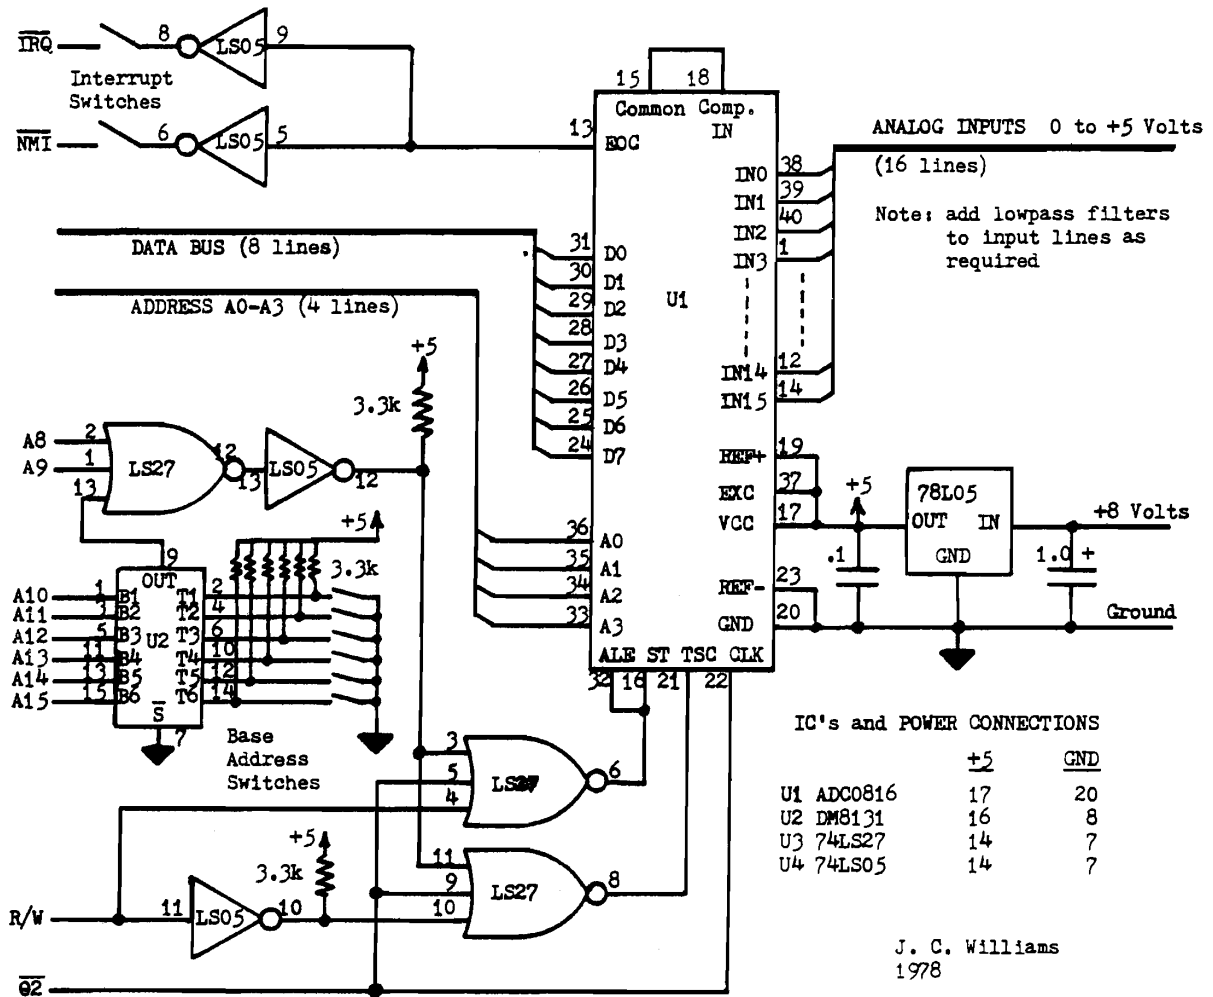 IRQ
8
LS05
9
Interrupt
Switches
NMI
6
LS05
5
15
18
Common Comp.
IN
13
EOC
ANALOG INPUTS 0 to +5 Volts
(16 lines)
Note: add lowpass filters
to input lines as
required
38
IN0
39
IN1
40
IN2
1
IN3
U1
12
IN14
14
IN15
DATA BUS (8 lines)
31
D0
30
D1
29
D2
28
D3
27
D4
26
D5
25
D6
24
D7
ADDRESS A0-A3 (4 lines)
+5
3.3k
A8
2
A9
1
13
LS27
12
13
LS05
12
19
REF+
37
EXC
17
VCC
+5
78L05
OUT IN
GND
+8 Volts
.1
1.0 +
23
REF-
20
GND
Ground
36
A0
35
A1
34
A2
33
A3
ALE ST TSC CLK
32
16
21
22
+5
3.3k
9
OUT
U2
A10 1 B1 T1 2
A11 3 B2 T2 4
A12 5 B3 T3 6
A13 11 B4 T4 10
A14 13 B5 T5 12
A15 15 B6 T6 14
S
7
Base
Address
Switches
3
5
4
LS27
6
+5
3.3k
11
9
10
LS27
8
R/W
11
LS05
10
Θ2
IC's and POWER CONNECTIONS
+5 GND
U1 ADC0816 17 20
U2 DM8131 16 8
U3 74LS27 14 7
U4 74LS05 14 7
J. C. Williams
1978